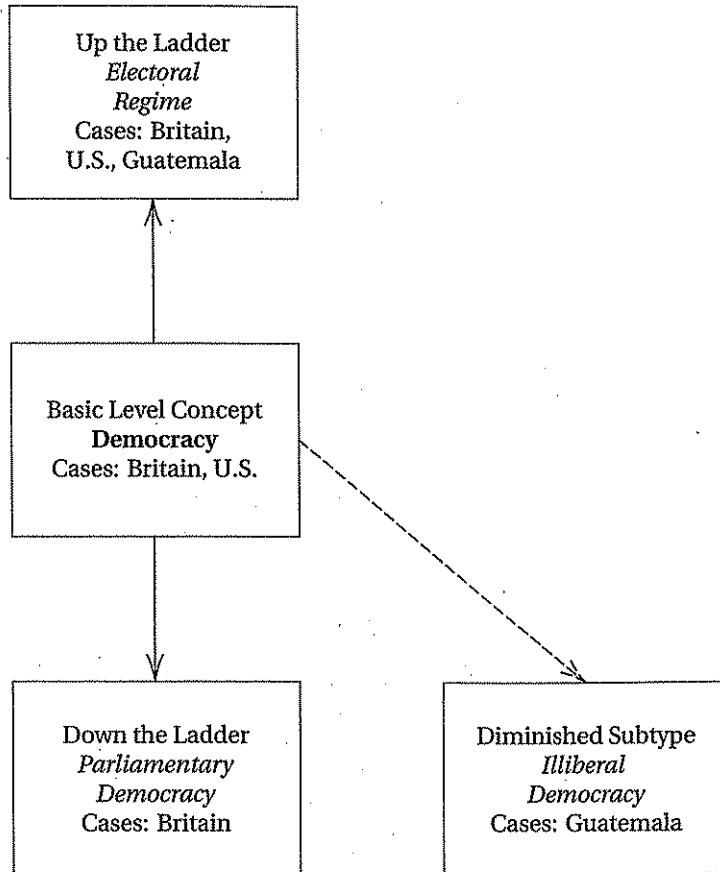 Up the Ladder
Electoral
Regime
Cases: Britain,
U.S., Guatemala
Basic Level Concept
Democracy
Cases: Britain, U.S.
Down the Ladder
Parliamentary
Democracy
Cases: Britain
Diminished Subtype
Illiberal
Democracy
Cases: Guatemala